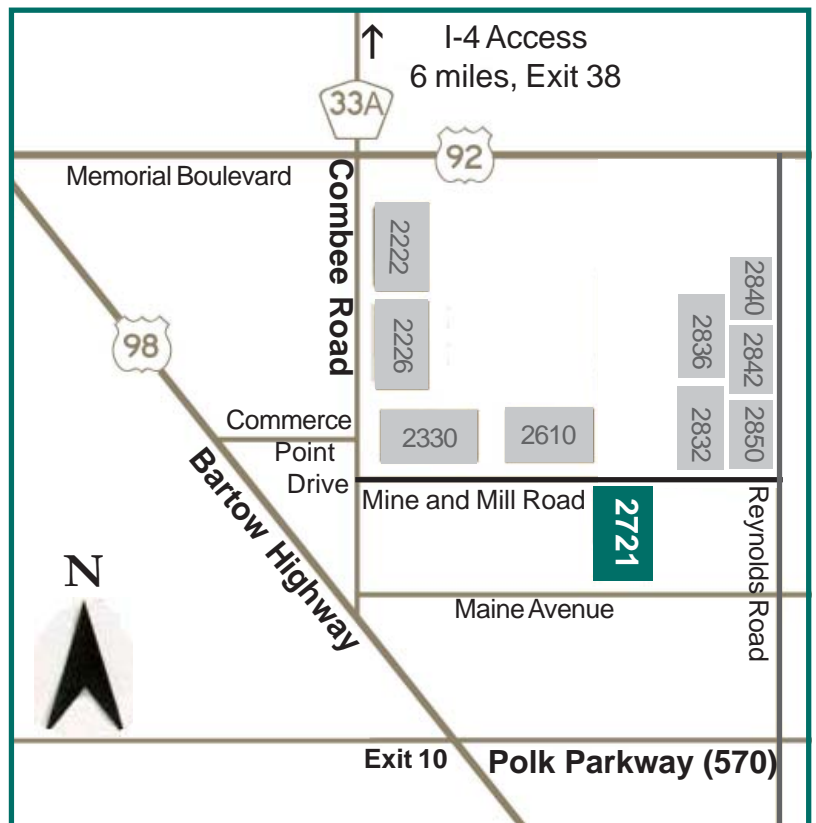 I-4 Access
6 miles, Exit 38
33A
92
Memorial Boulevard
Combee Road
2222
2840
98
2226
2836
2842
Commerce
Point
Drive
2330
2610
2832
2850
Bartow Highway
Mine and Mill Road
2721
Reynolds Road
N
Maine Avenue
Exit 10
Polk Parkway (570)